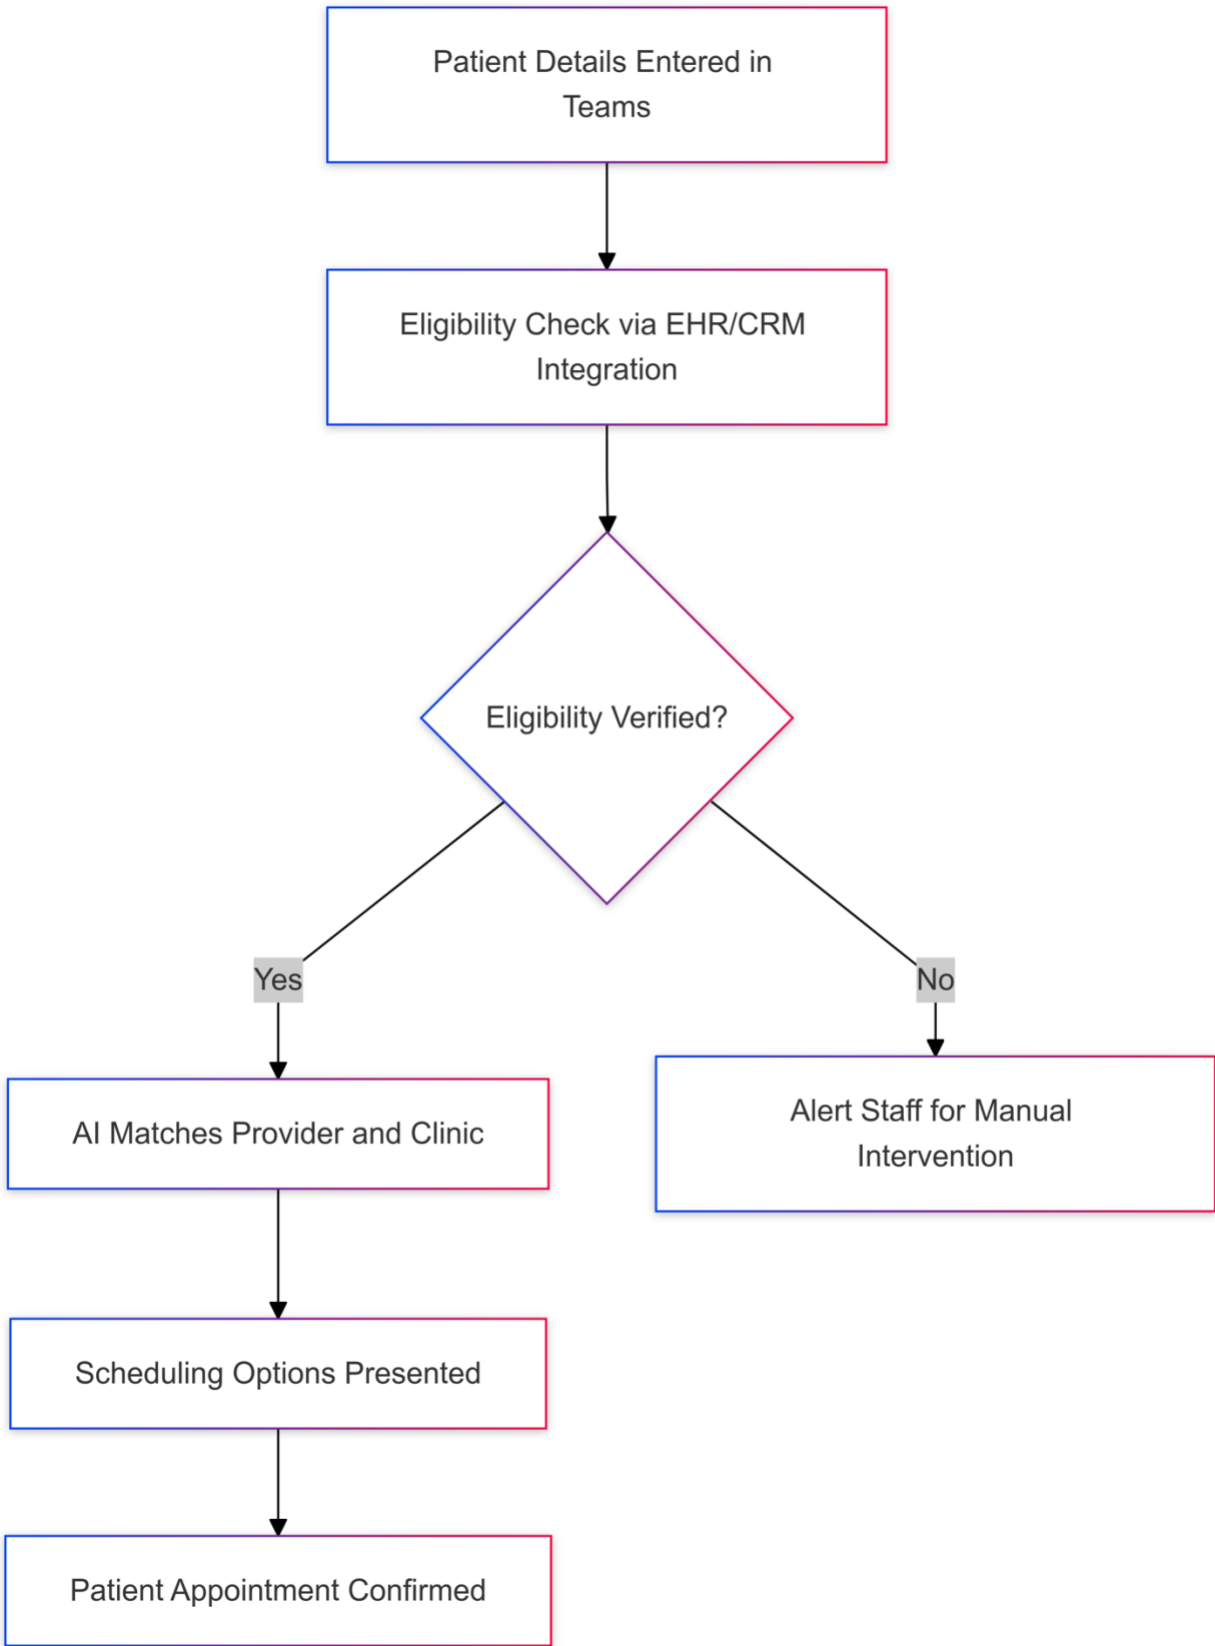 Patient Details Entered in
Teams
Eligibility Check via EHR/CRM
Integration
Eligibility Verified?
Yes
No
AI Matches Provider and Clinic
Alert Staff for Manual
Intervention
Scheduling Options Presented
Patient Appointment Confirmed